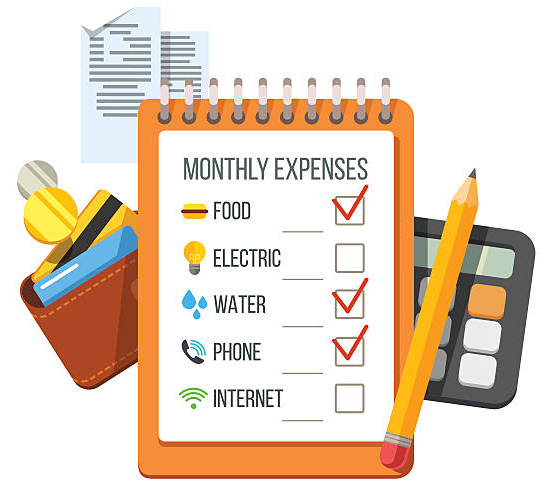 MONTHLY EXPENSES
FOOD
ELECTRIC
WATER
PHONE
INTERNET